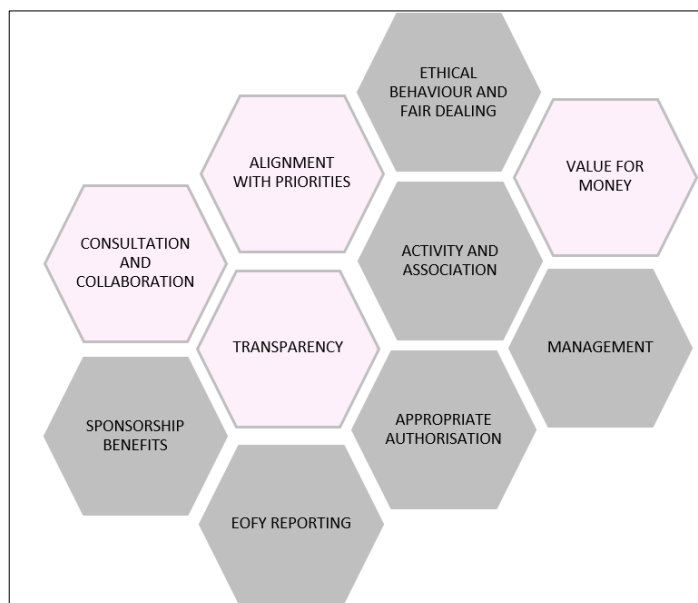 ETHICAL
BEHAVIOUR AND
FAIR DEALING
ALIGNMENT
WITH PRIORITIES
VALUE FOR
MONEY
CONSULTATION
AND
COLLABORATION
ACTIVITY AND
ASSOCIATION
TRANSPARENCY
MANAGEMENT
SPONSORSHIP
BENEFITS
APPROPRIATE
AUTHORISATION
EOFY REPORTING